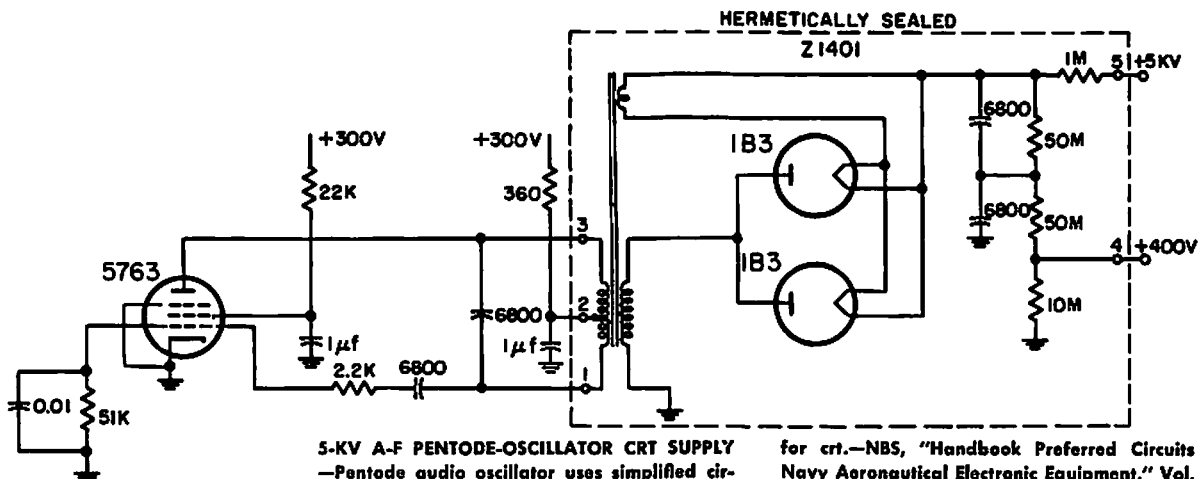 HERMETICALLY SEALED
Z1401
1M
5
+5KV
6800
50M
+300V
+300V
1B3
22K
360
3
6800
50M
5763
1B3
4
+400V
2
6800
10M
1µf
1µf
2.2K
6800
1
0.01
51K
5-KV A-F PENTODE-OSCILLATOR CRT SUPPLY
—Pentode audio oscillator uses simplified cir-
for crt.—NBS, "Handbook Preferred Circuits
Navy Aeronautical Electronic Equipment," Vol.